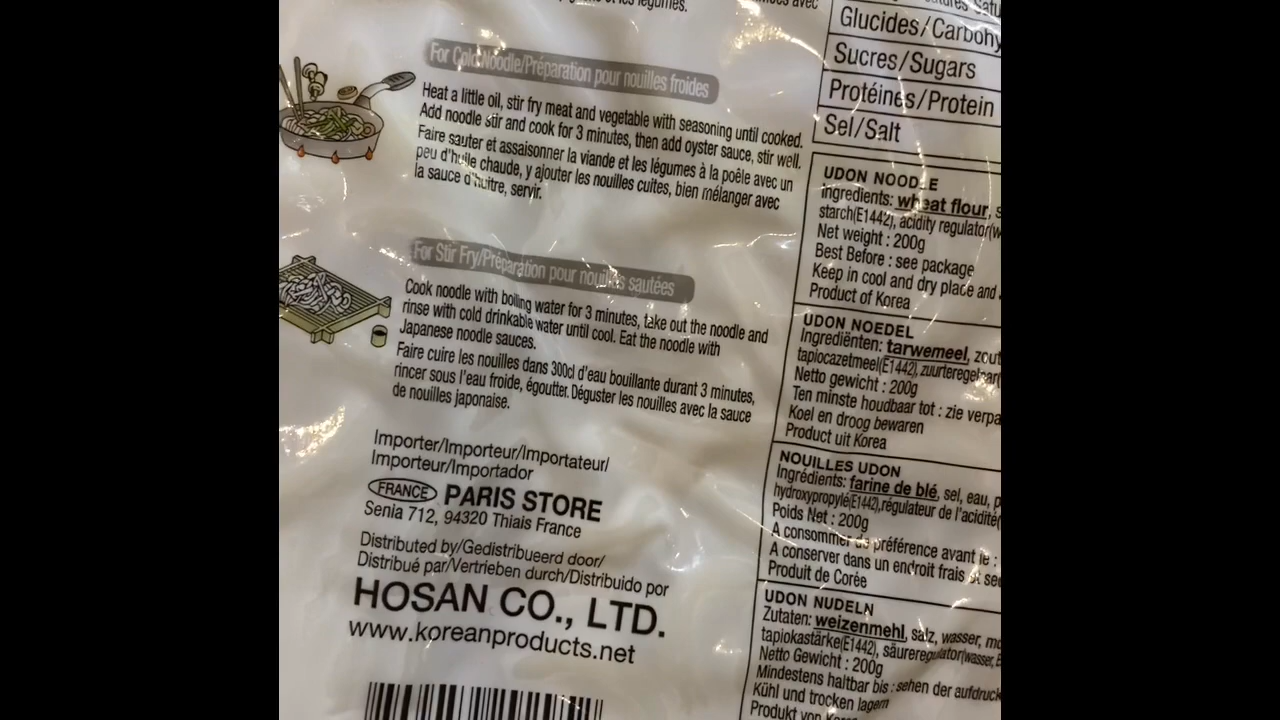 et les légumes.
avec
For Cold Noodle/Préparation pour nouilles froides
Heat a little oil, stir fry meat and vegetable with seasoning until cooked.
Add noodle stir and cook for 3 minutes, then add oyster sauce, stir well.
Faire sauter et assaisonner la viande et les légumes à la poêle avec un
peu d'huile chaude, y ajouter les nouilles cuites, bien mélanger avec
la sauce d'huître, servir.
For Stir Fry/Préparation pour nouilles sautées
Cook noodle with boiling water for 3 minutes, take out the noodle and
rinse with cold drinkable water until cool. Eat the noodle with
Japanese noodle sauces.
Faire cuire les nouilles dans 300cl d'eau bouillante durant 3 minutes,
rincer sous l'eau froide, égoutter. Déguster les nouilles avec la sauce
de nouilles japonaise.
Importer/Importeur/Importateur/
Importeur/Importador
FRANCE PARIS STORE
Senia 712, 94320 Thiais France
Distributed by/Gedistribueerd door/
Distribué par/Vertrieben durch/Distribuido por
HOSAN CO., LTD.
www.koreanproducts.net
Glucides/Carbohy
Sucres/Sugars
Protéines/Protein
Sel/Salt
UDON NOODLE
Ingredients: wheat flour, s
starch(E1442), acidity regulator(w
Net weight : 200g
Best Before : see package
Keep in cool and dry place and
Product of Korea
UDON NOEDEL
Ingrediënten: tarwemeel, zout
tapiocazetmeel(E1442), zuurteregelaar(
Netto gewicht : 200g
Ten minste houdbaar tot : zie verpa
Koel en droog bewaren
Product uit Korea
NOUILLES UDON
Ingrédients: farine de blé, sel, eau, p
hydroxypropylé(E1442),régulateur de l'acidité(
Poids Net : 200g
A consommer de préférence avant le :
A conserver dans un endroit frais et sec
Produit de Corée
UDON NUDELN
Zutaten: weizenmehl, salz, wasser, mo
tapiokastärke(E1442), säureregulator(wasser, E
Netto Gewicht : 200g
Mindestens haltbar bis : sehen der aufdruck
Kühl und trocken lagern
Produkt von Korea